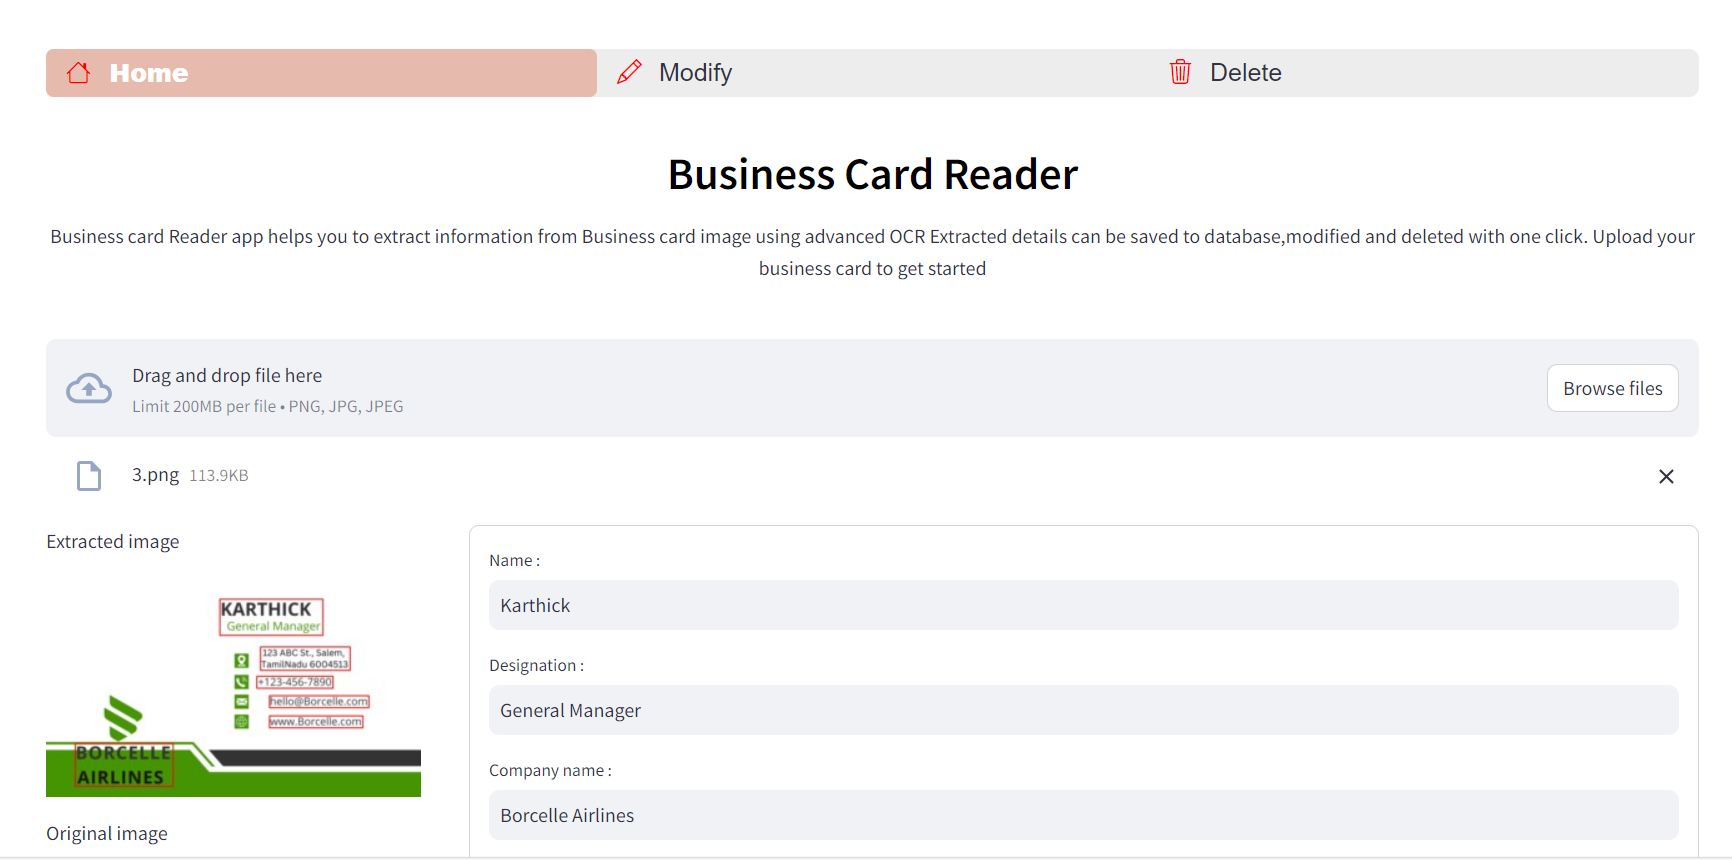 Home
Modify
Delete
Business Card Reader
Business card Reader app helps you to extract information from Business card image using advanced OCR Extracted details can be saved to database,modified and deleted with one click. Upload your
business card to get started
Drag and drop file here
Limit 200MB per file • PNG, JPG, JPEG
Browse files
3.png 113.9KB
Extracted image
KARTHICK
General Manager
123 ABC St., Salem,
TamilNadu 6004513
+123-456-7890
hello@Borcelle.com
www.Borcelle.com
BORCELLE
AIRLINES
Original image
Name :
Karthick
Designation :
General Manager
Company name :
Borcelle Airlines